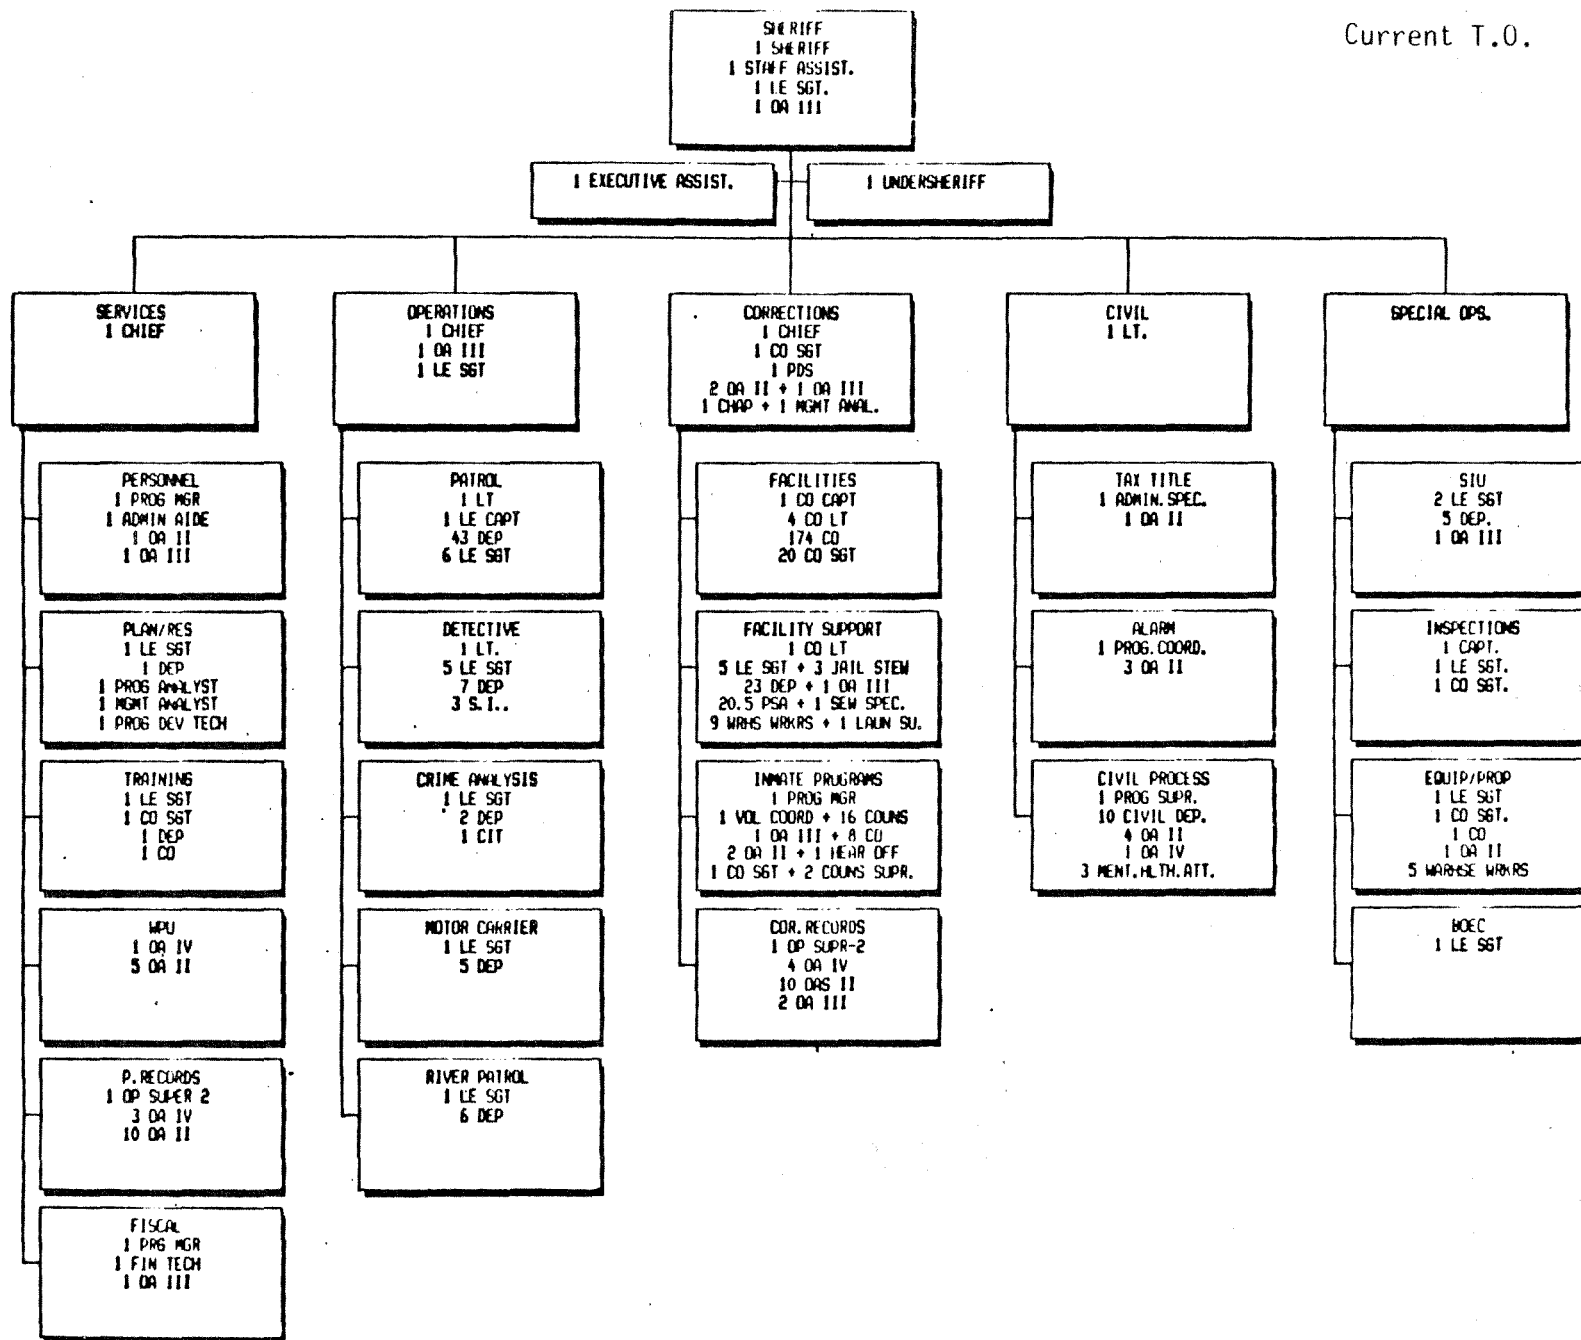 Current T.O.
SHERIFF
1 SHERIFF
1 STAFF ASSIST.
1 LE SGT.
1 OA III
1 EXECUTIVE ASSIST.
1 UNDERSHERIFF
SERVICES
1 CHIEF
PERSONNEL
1 PROG MGR
1 ADMIN AIDE
1 OA II
1 OA III
PLAN/RES
1 LE SGT
1 DEP
1 PROG ANALYST
1 MGMT ANALYST
1 PROG DEV TECH
TRAINING
1 LE SGT
1 CO SGT
1 DEP
1 CO
WPU
1 OA IV
5 OA II
P.RECORDS
1 OP SUPER 2
3 OA IV
10 OA II
FISCAL
1 PRG MGR
1 FIN TECH
1 OA III
OPERATIONS
1 CHIEF
1 OA III
1 LE SGT
PATROL
1 LT
1 LE CAPT
43 DEP
6 LE SGT
DETECTIVE
1 LT.
5 LE SGT
7 DEP
3 S.I..
CRIME ANALYSIS
1 LE SGT
2 DEP
1 CIT
MOTOR CARRIER
1 LE SGT
5 DEP
RIVER PATROL
1 LE SGT
6 DEP
CORRECTIONS
1 CHIEF
1 CO SGT
1 PDS
2 OA II + 1 OA III
1 CHAP + 1 MGMT ANAL.
FACILITIES
1 CO CAPT
4 CO LT
174 CO
20 CO SGT
FACILITY SUPPORT
1 CO LT
5 LE SGT + 3 JAIL STEW
23 DEP + 1 OA III
20.5 PSA + 1 SEW SPEC.
9 WRHS WRKRS + 1 LAUN SU.
INMATE PROGRAMS
1 PROG MGR
1 VOL COORD + 16 COUNS
1 OA III + 8 CO
2 OA II + 1 HEAR OFF
1 CO SGT + 2 COUNS SUPR.
COR.RECORDS
1 OP SUPR-2
4 OA IV
10 OAS II
2 OA III
CIVIL
1 LT.
TAX TITLE
1 ADMIN.SPEC.
1 OA II
ALARM
1 PROG.COORD.
3 OA II
CIVIL PROCESS
1 PROG SUPR.
10 CIVIL DEP.
4 OA II
1 OA IV
3 MENT.HLTH.ATT.
SPECIAL OPS.
SIU
2 LE SGT
5 DEP.
1 OA III
INSPECTIONS
1 CAPT.
1 LE SGT.
1 CO SGT.
EQUIP/PROP
1 LE SGT
1 CO SGT.
1 CO
1 OA II
5 WARHSE WRKRS
BOEC
1 LE SGT